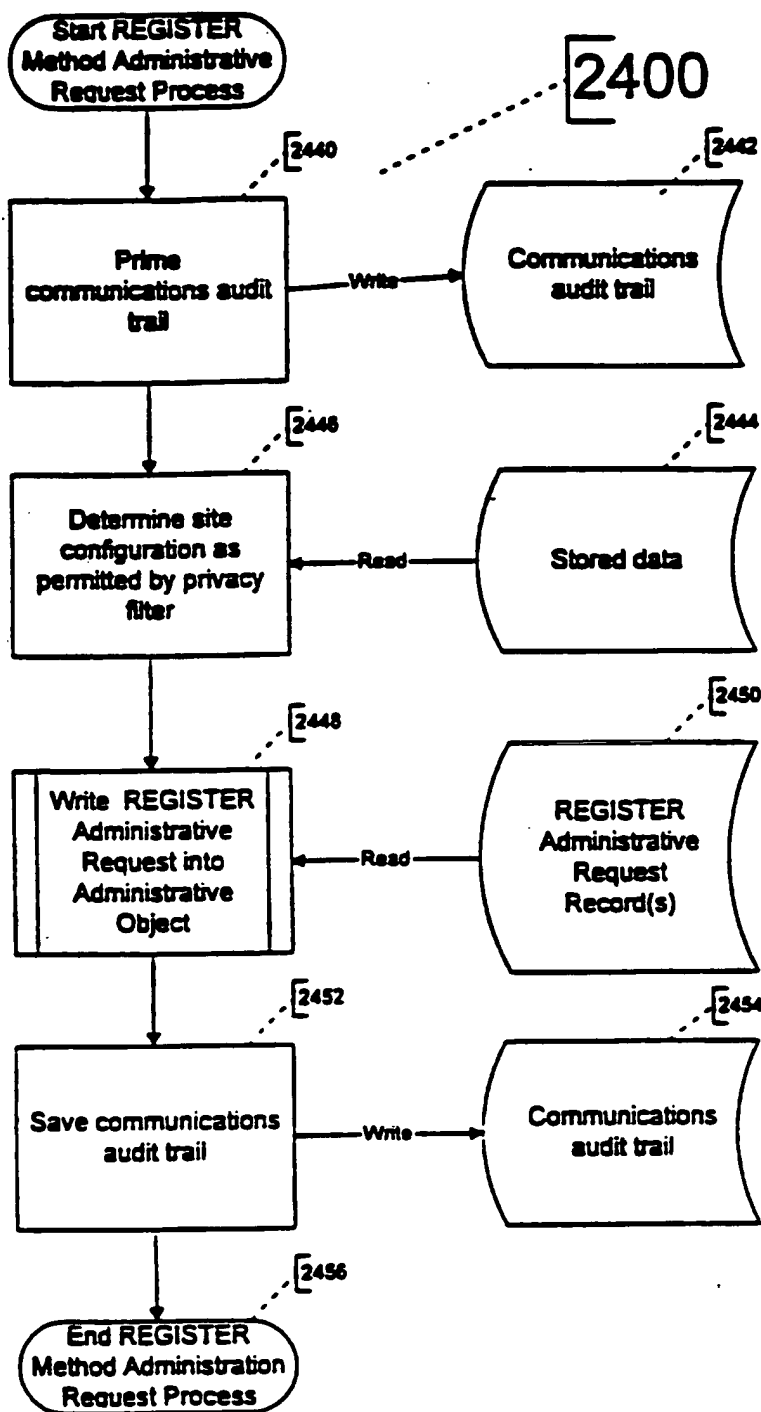 Start REGISTER
Method Administrative
Request Process
2400
2440
2442
Prime
communications audit
trail
Write
Communications
audit trail
2446
2444
Determine site
configuration as
permitted by privacy
filter
Read
Stored data
2448
2450
Write REGISTER
Administrative
Request into
Administrative
Object
Read
REGISTER
Administrative
Request
Record(s)
2452
2454
Save communications
audit trail
Write
Communications
audit trail
2456
End REGISTER
Method Administration
Request Process